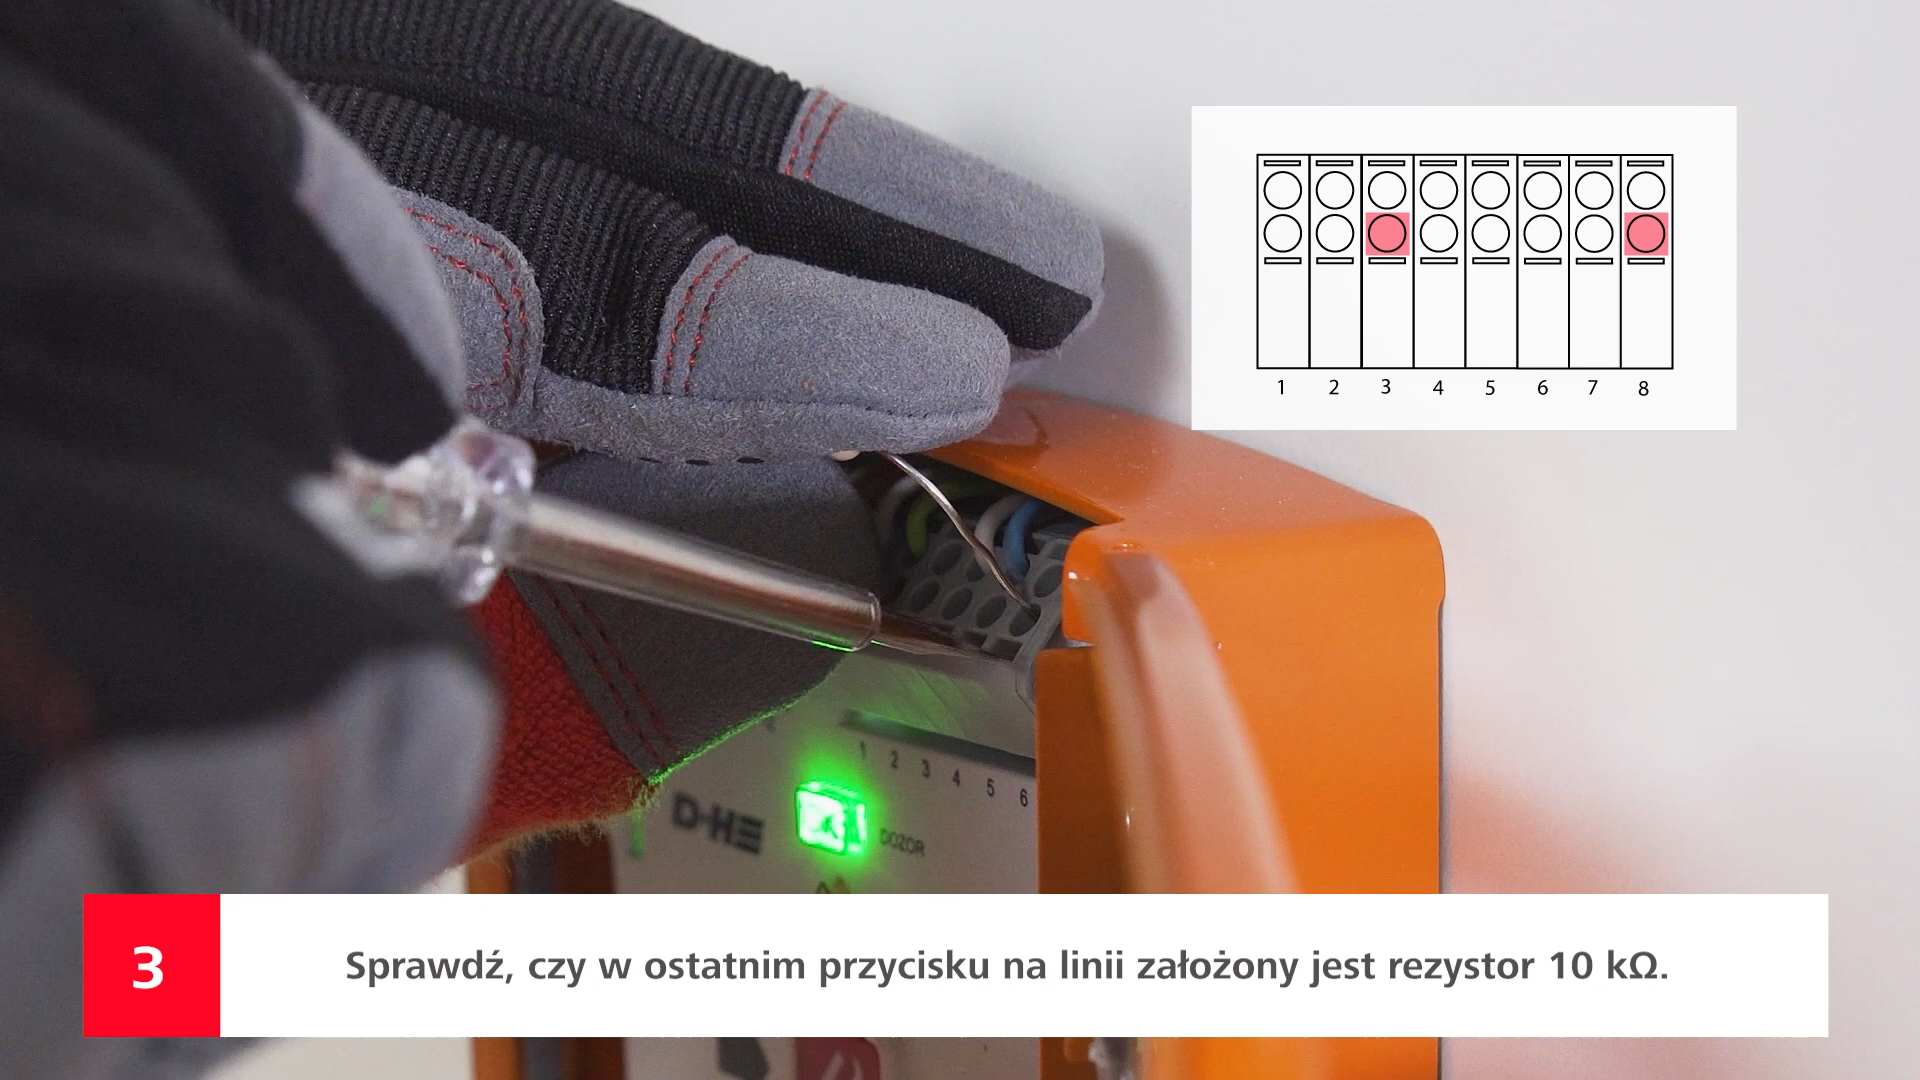 1 2 3 4 5 6 7 8
1 2 3 4 5 6
D+H
DOZOR
3
Sprawdź, czy w ostatnim przycisku na linii założony jest rezystor 10 kΩ.